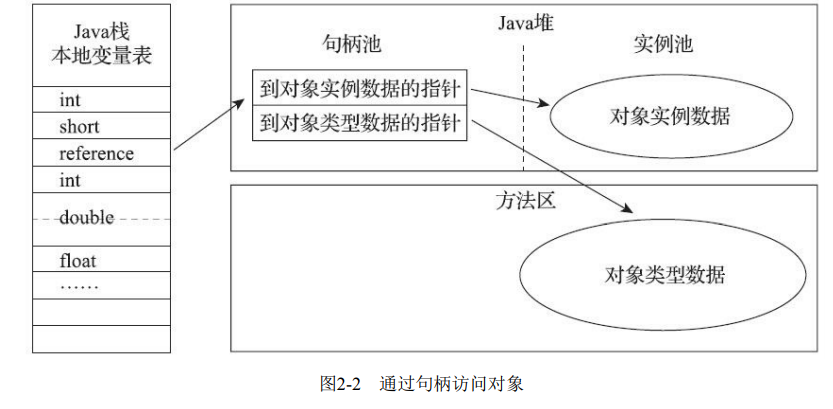 Java栈
本地变量表
int
short
reference
int
double
float
……
Java堆
句柄池
实例池
到对象实例数据的指针
到对象类型数据的指针
对象实例数据
方法区
对象类型数据
图2-2 通过句柄访问对象